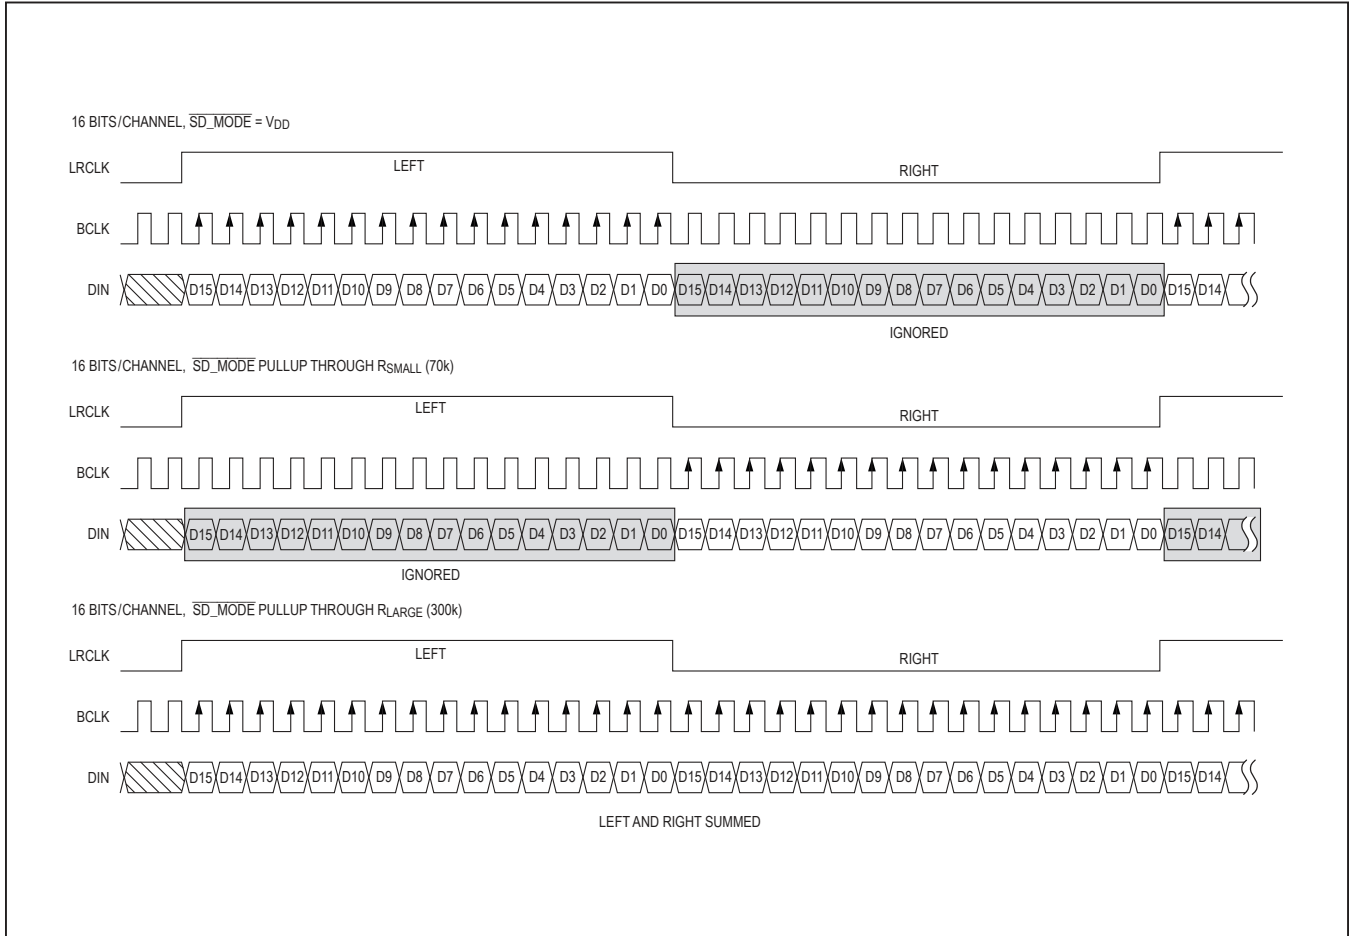 16 BITS/CHANNEL, SD_MODE = VDD
LRCLK LEFT RIGHT
BCLK
DIN D15 D14 D13 D12 D11 D10 D9 D8 D7 D6 D5 D4 D3 D2 D1 D0 D15 D14 D13 D12 D11 D10 D9 D8 D7 D6 D5 D4 D3 D2 D1 D0 D15 D14
IGNORED
16 BITS/CHANNEL, SD_MODE PULLUP THROUGH RSMALL (70k)
LRCLK LEFT RIGHT
BCLK
DIN D15 D14 D13 D12 D11 D10 D9 D8 D7 D6 D5 D4 D3 D2 D1 D0 D15 D14 D13 D12 D11 D10 D9 D8 D7 D6 D5 D4 D3 D2 D1 D0 D15 D14
IGNORED
16 BITS/CHANNEL, SD_MODE PULLUP THROUGH RLARGE (300k)
LRCLK LEFT RIGHT
BCLK
DIN D15 D14 D13 D12 D11 D10 D9 D8 D7 D6 D5 D4 D3 D2 D1 D0 D15 D14 D13 D12 D11 D10 D9 D8 D7 D6 D5 D4 D3 D2 D1 D0 D15 D14
LEFT AND RIGHT SUMMED